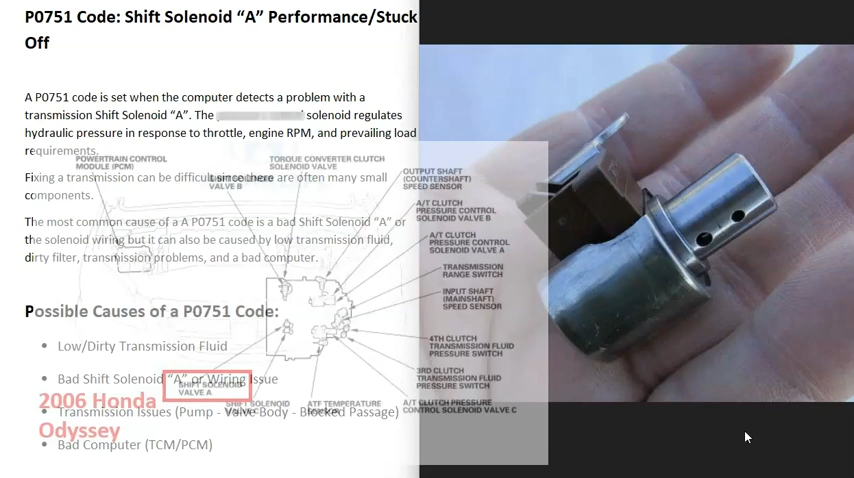 P0751 Code: Shift Solenoid “A” Performance/Stuck
Off
A P0751 code is set when the computer detects a problem with a
transmission Shift Solenoid “A”. The
solenoid regulates
hydraulic pressure in response to throttle, engine RPM, and prevailing load
requirements.
Fixing a transmission can be difficult since there are often many small
components.
The most common cause of a A P0751 code is a bad Shift Solenoid “A” or
the solenoid wiring but it can also be caused by low transmission fluid,
dirty filter, transmission problems, and a bad computer.
Possible Causes of a P0751 Code:
Low/Dirty Transmission Fluid
Bad Shift Solenoid “A” or Wiring Issue
Transmission Issues (Pump - Valve Body - Blocked Passage)
Bad Computer (TCM/PCM)
POWERTRAIN CONTROL
MODULE (PCM)
SHIFT SOLENOID
VALVE B
TORQUE CONVERTER CLUTCH
SOLENOID VALVE
OUTPUT SHAFT
(COUNTERSHAFT)
SPEED SENSOR
A/T CLUTCH
PRESSURE CONTROL
SOLENOID VALVE B
A/T CLUTCH
PRESSURE CONTROL
SOLENOID VALVE A
TRANSMISSION
RANGE SWITCH
INPUT SHAFT
(MAINSHAFT)
SPEED SENSOR
4TH CLUTCH
TRANSMISSION FLUID
PRESSURE SWITCH
3RD CLUTCH
TRANSMISSION FLUID
PRESSURE SWITCH
A/T CLUTCH PRESSURE
CONTROL SOLENOID VALVE C
ATF TEMPERATURE
SENSOR
SHIFT SOLENOID
VALVE C
SHIFT SOLENOID
VALVE A
2006 Honda
Odyssey